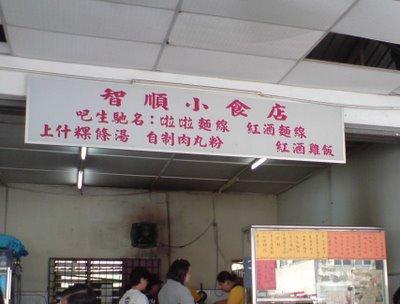 智順小食店
吧生馳名：啦啦麵線 紅酒麵線
上什粿條湯 自制肉丸粉 紅酒雞飯